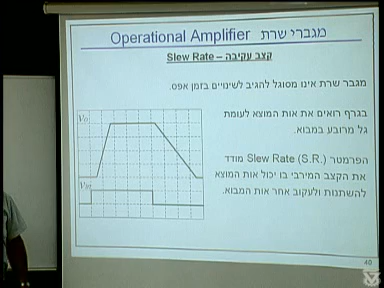 מגברי שרת Operational Amplifier
קצב עקיבה – Slew Rate
מגבר שרת אינו מסוגל להגיב לשינויים בזמן אפס.
בגרף רואים את אות המוצא לעומת
גל מרובע במבוא.
הפרמטר Slew Rate (S.R.) מודד
את הקצב המירבי בו יכול אות המוצא
להשתנות ולעקוב אחר אות המבוא.
Vo
Vin
40